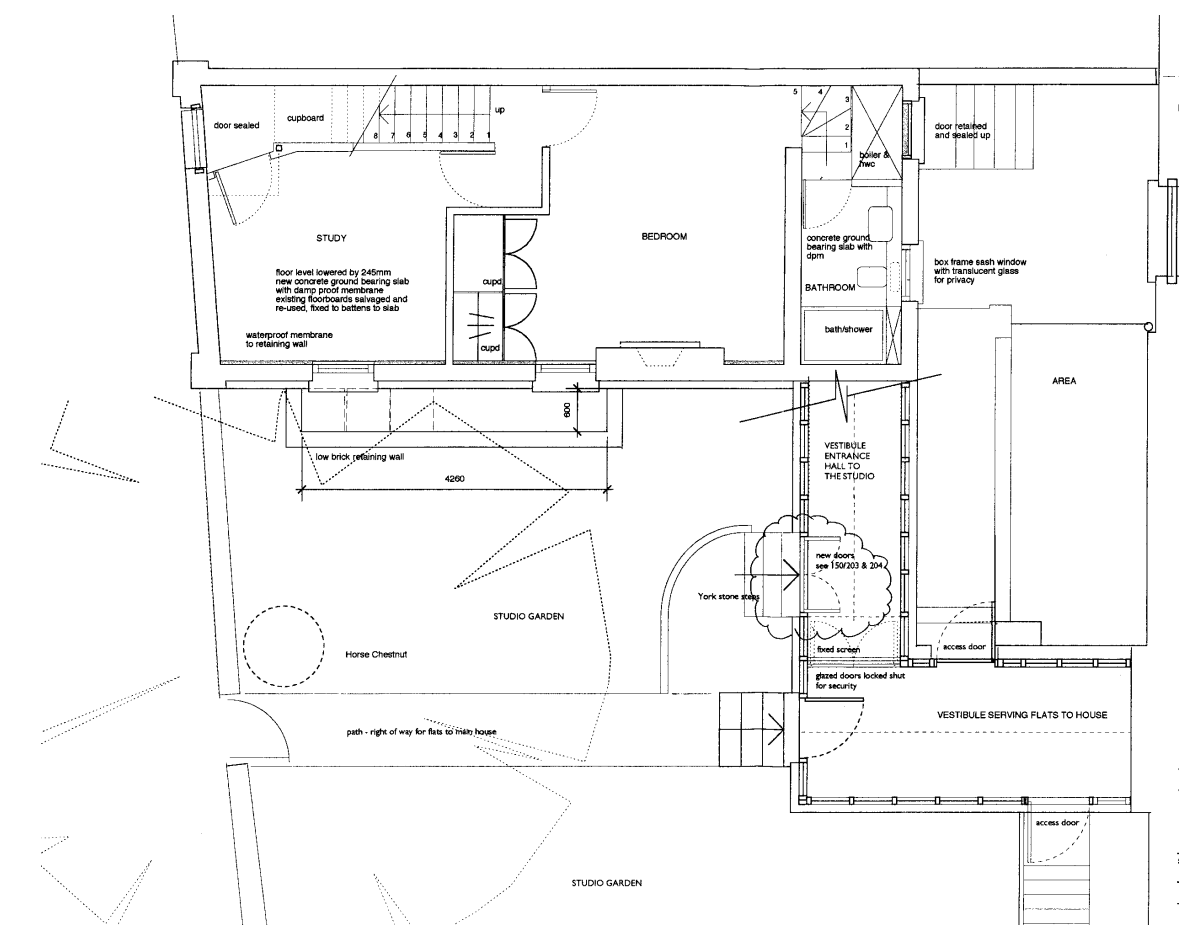 door sealed
cupboard
up
8 7 6 5 4 3 2 1
5 4 3
2
1
boiler &
hwc
door retained
and sealed up
STUDY
BEDROOM
floor level lowered by 245mm
new concrete ground bearing slab
with damp proof membrane
existing floorboards salvaged and
re-used, fixed to battens to slab
waterproof membrane
to retaining wall
cupd
cupd
concrete ground
bearing slab with
dpm
BATHROOM
bath/shower
box frame sash window
with translucent glass
for privacy
AREA
600
low brick retaining wall
4260
VESTIBULE
ENTRANCE
HALL TO
THE STUDIO
new doors
see 150/203 & 204
York stone steps
STUDIO GARDEN
Horse Chestnut
fixed screen
access door
glazed doors locked shut
for security
VESTIBULE SERVING FLATS TO HOUSE
path - right of way for flats to main house
access door
STUDIO GARDEN